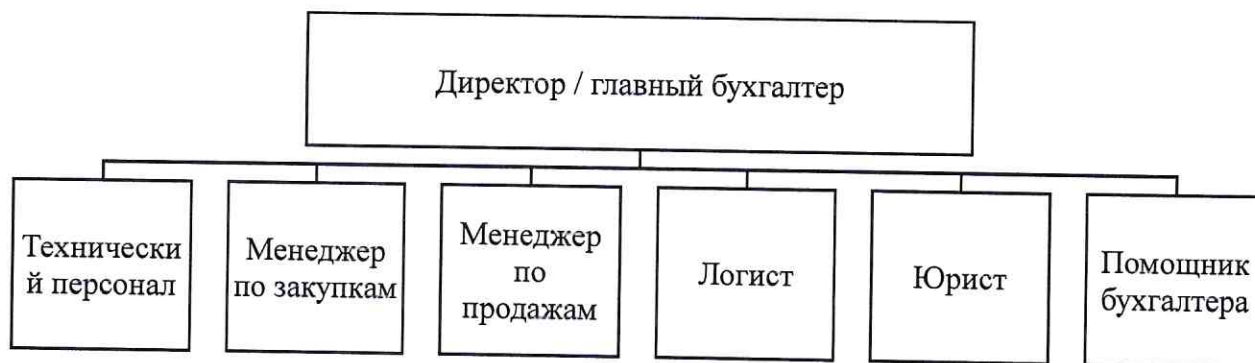 Директор / главный бухгалтер
Технически
й персонал
Менеджер
по закупкам
Менеджер
по
продажам
Логист
Юрист
Помощник
бухгалтера